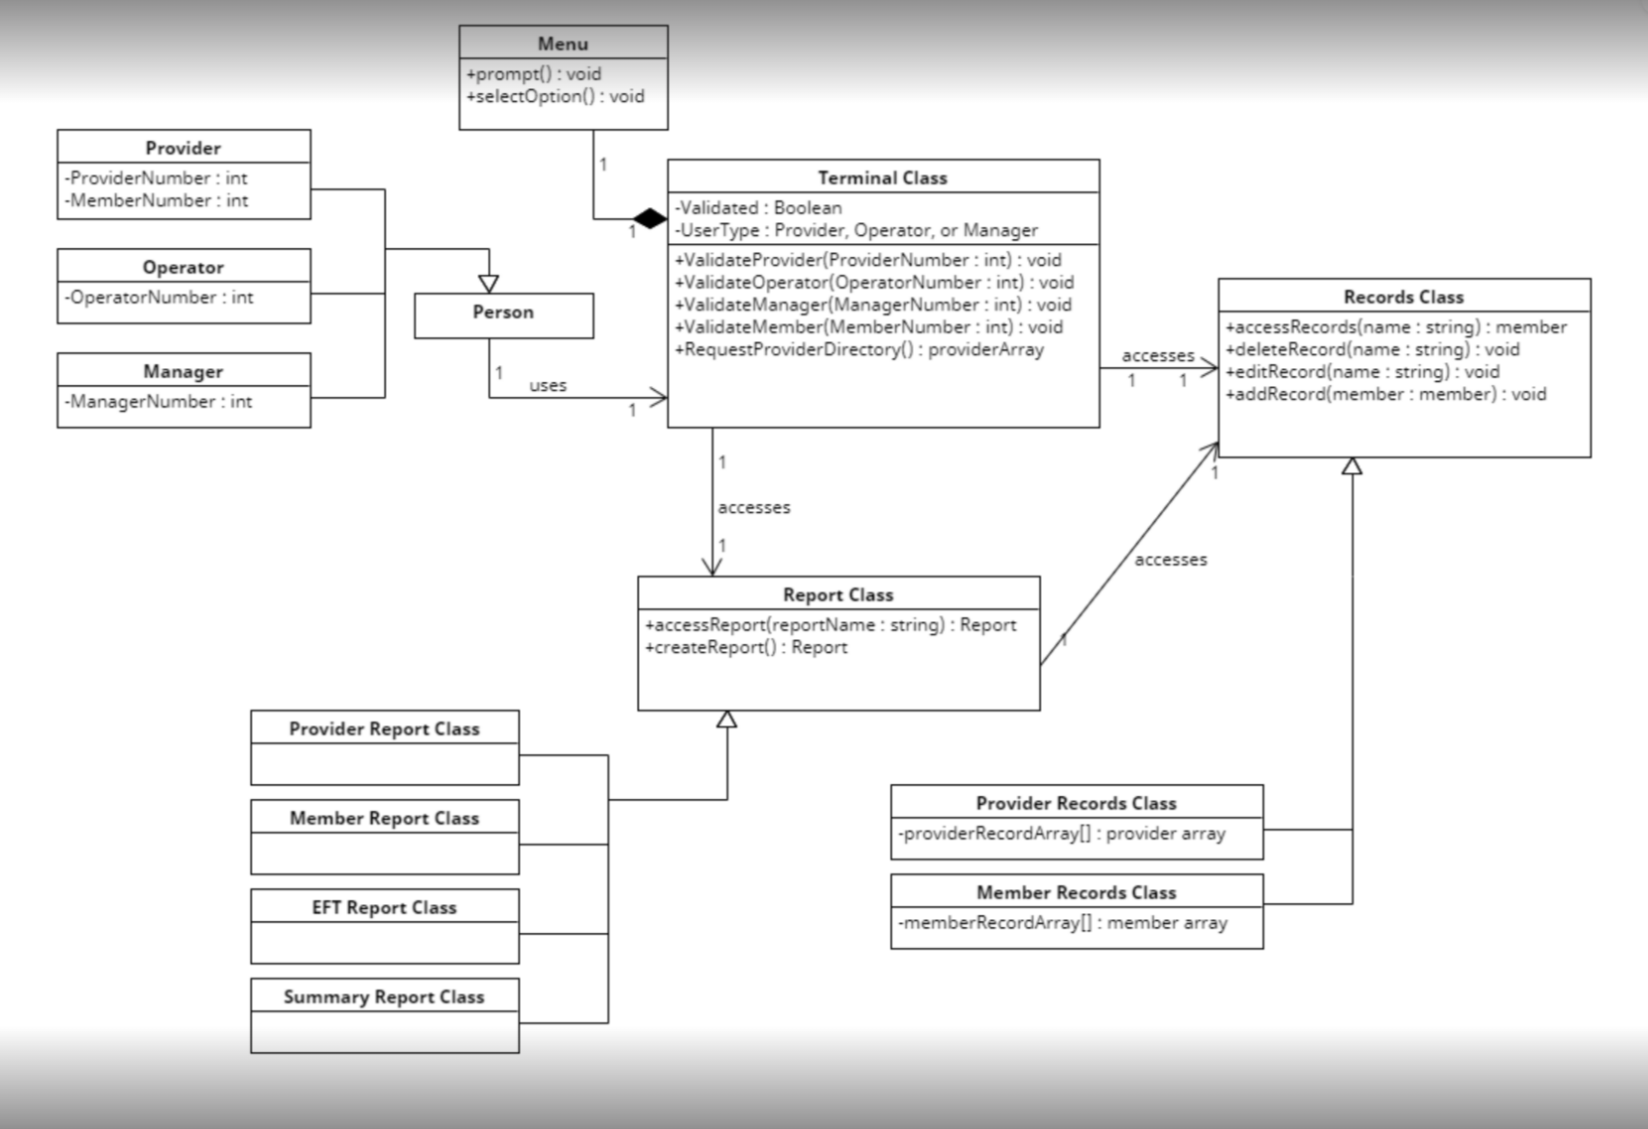 Menu
+prompt() : void
+selectOption() : void
1
1
Provider
-ProviderNumber : int
-MemberNumber : int
Operator
-OperatorNumber : int
Manager
-ManagerNumber : int
Person
1
uses
1
Terminal Class
-Validated : Boolean
-UserType : Provider, Operator, or Manager
+ValidateProvider(ProviderNumber : int) : void
+ValidateOperator(OperatorNumber : int) : void
+ValidateManager(ManagerNumber : int) : void
+ValidateMember(MemberNumber : int) : void
+RequestProviderDirectory() : providerArray
accesses
1 1
Records Class
+accessRecords(name : string) : member
+deleteRecord(name : string) : void
+editRecord(name : string) : void
+addRecord(member : member) : void
1
accesses
1
1
accesses
1
Report Class
+accessReport(reportName : string) : Report
+createReport() : Report
Provider Report Class
Member Report Class
EFT Report Class
Summary Report Class
Provider Records Class
-providerRecordArray[] : provider array
Member Records Class
-memberRecordArray[] : member array